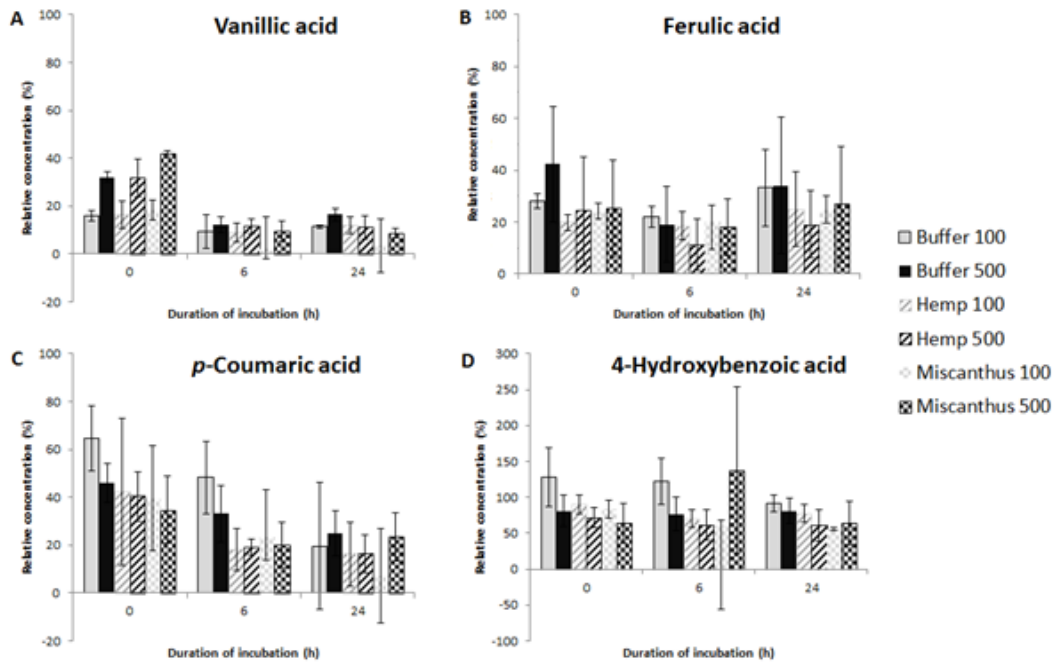 A
Vanillic acid
Relative concentration (%)
100
80
60
40
20
0
-20
0 6 24
Duration of incubation (h)
B
Ferulic acid
Relative concentration (%)
100
80
60
40
20
0
0 6 24
Duration of incubation (h)
C
p-Coumaric acid
Relative concentration (%)
100
80
60
40
20
0
-20
0 6 24
Duration of incubation (h)
D
4-Hydroxybenzoic acid
Relative concentration (%)
300
250
200
150
100
50
0
-50
-100
0 6 24
Duration of incubation (h)
Buffer 100
Buffer 500
Hemp 100
Hemp 500
Miscanthus 100
Miscanthus 500